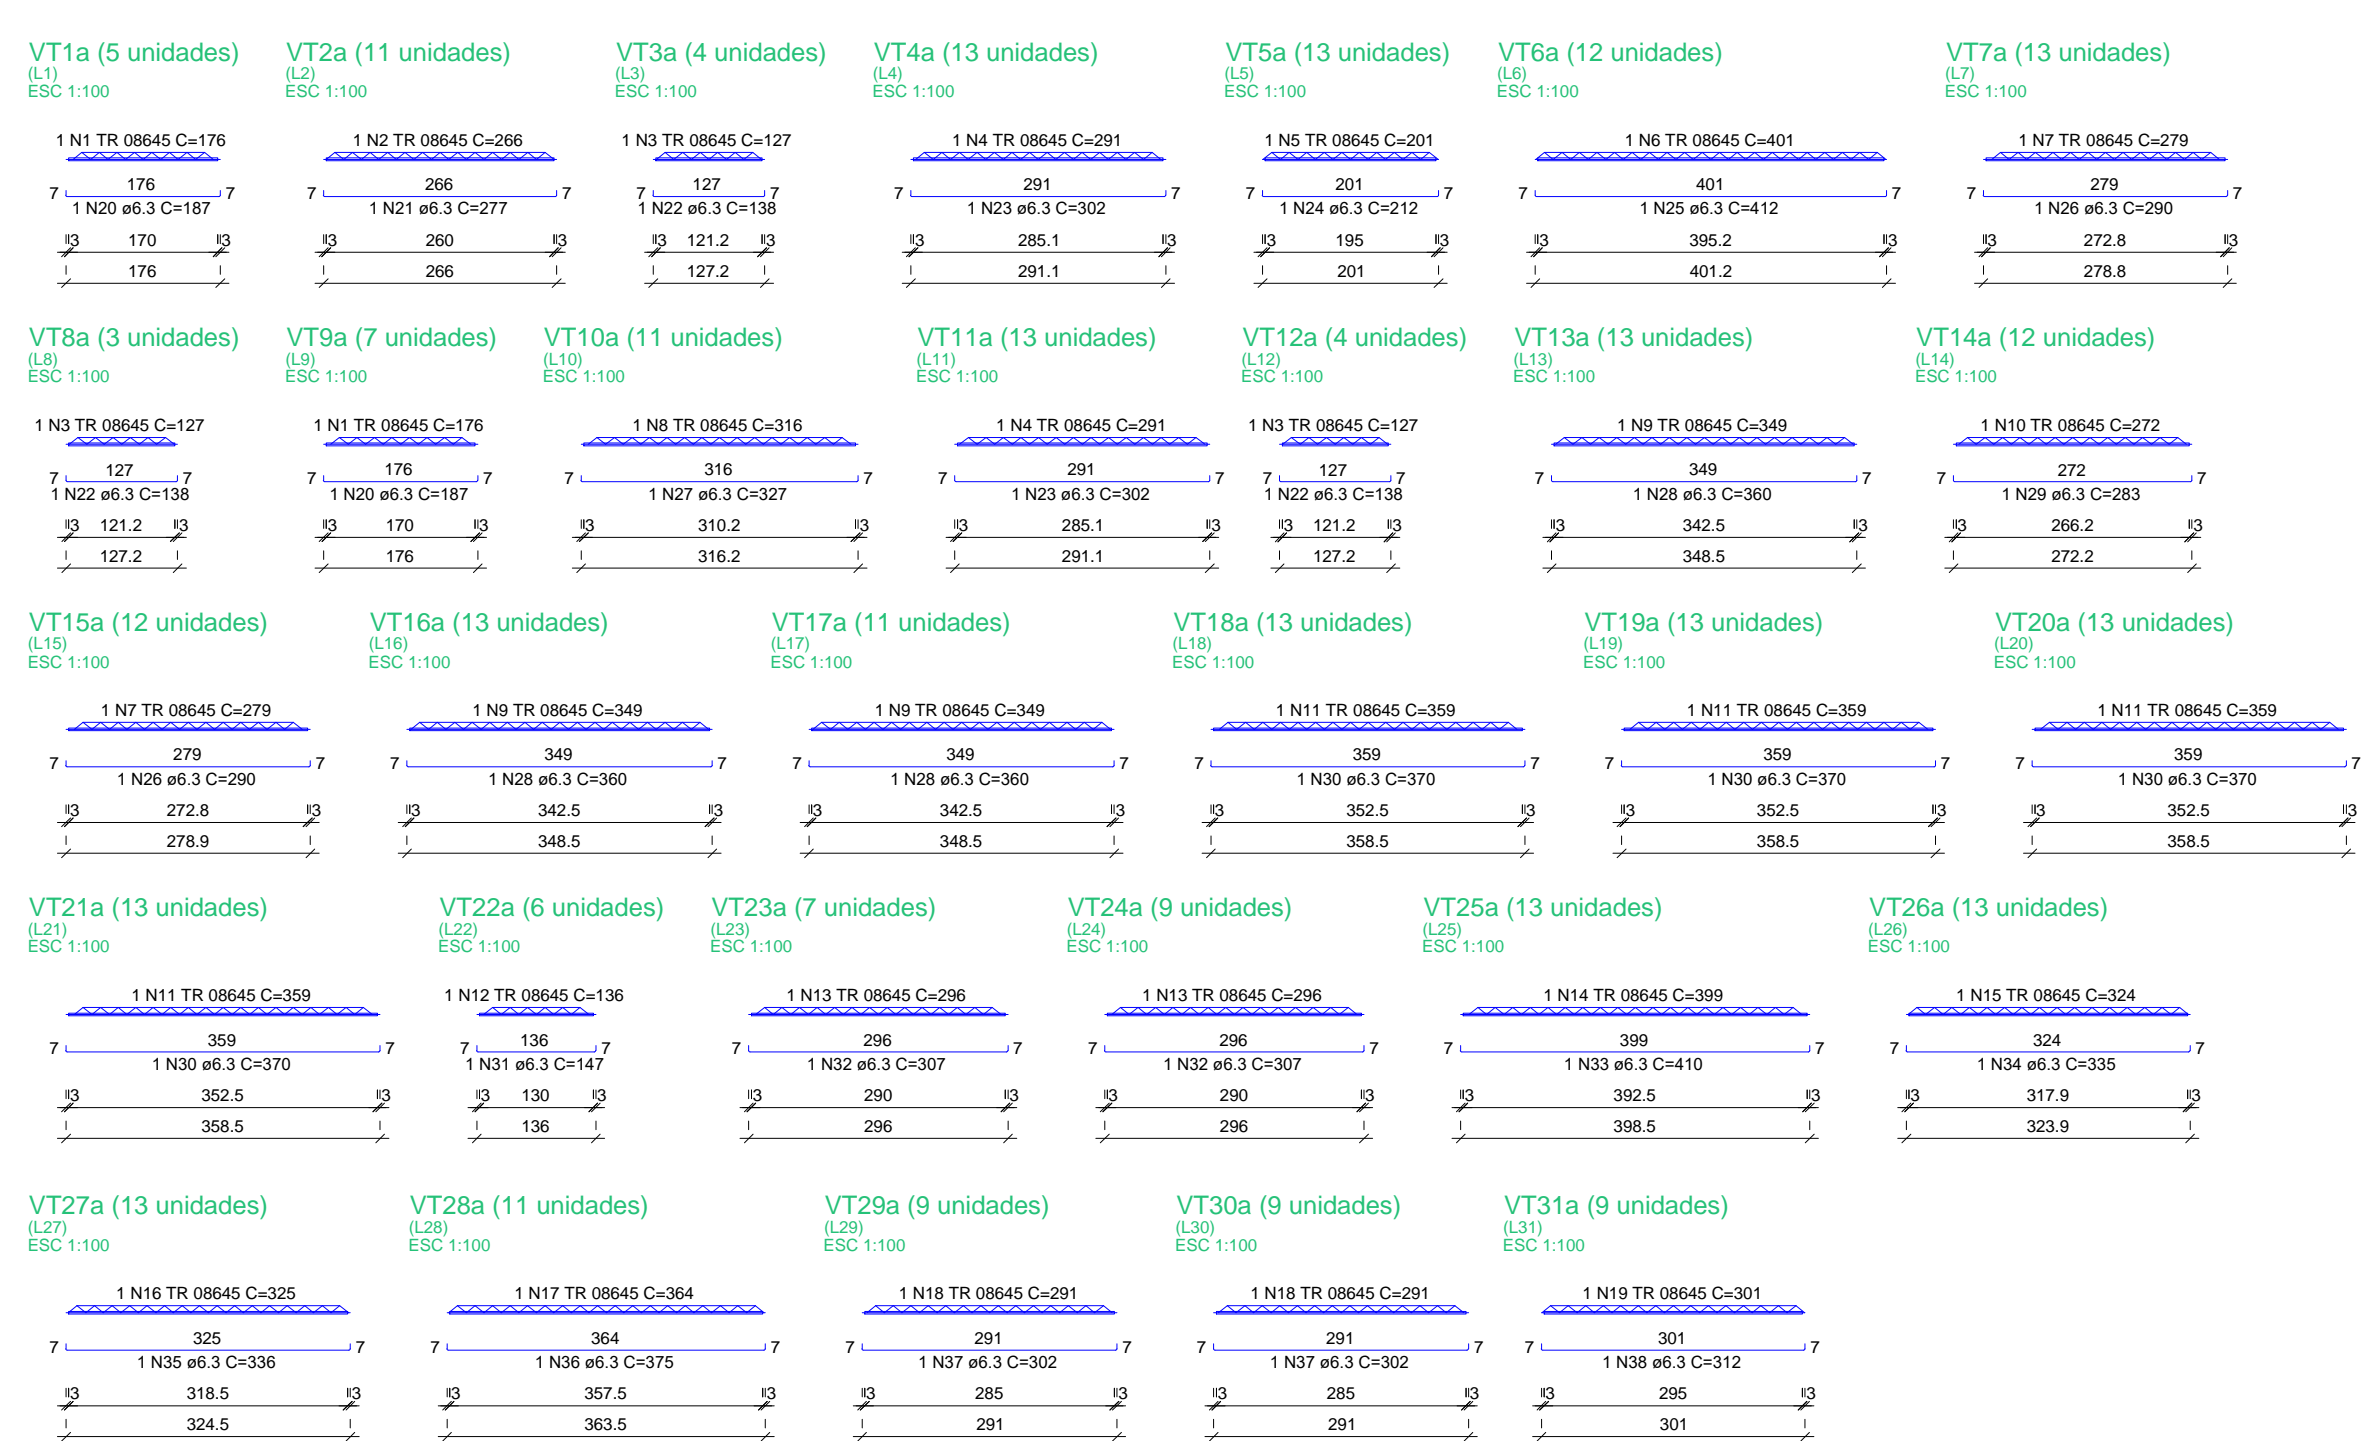 VT1a (5 unidades)
(L1)
ESC 1:100
1 N1 TR 08645 C=176
176
7 7
1 N20 ø6.3 C=187
3 170 3
176
VT2a (11 unidades)
(L2)
ESC 1:100
1 N2 TR 08645 C=266
266
7 7
1 N21 ø6.3 C=277
3 260 3
266
VT3a (4 unidades)
(L3)
ESC 1:100
1 N3 TR 08645 C=127
127
7 7
1 N22 ø6.3 C=138
3 121.2 3
127.2
VT4a (13 unidades)
(L4)
ESC 1:100
1 N4 TR 08645 C=291
291
7 7
1 N23 ø6.3 C=302
3 285.1 3
291.1
VT5a (13 unidades)
(L5)
ESC 1:100
1 N5 TR 08645 C=201
201
7 7
1 N24 ø6.3 C=212
3 195 3
201
VT6a (12 unidades)
(L6)
ESC 1:100
1 N6 TR 08645 C=401
401
7 7
1 N25 ø6.3 C=412
3 395.2 3
401.2
VT7a (13 unidades)
(L7)
ESC 1:100
1 N7 TR 08645 C=279
279
7 7
1 N26 ø6.3 C=290
3 272.8 3
278.8
VT8a (3 unidades)
(L8)
ESC 1:100
1 N3 TR 08645 C=127
127
7 7
1 N22 ø6.3 C=138
3 121.2 3
127.2
VT9a (7 unidades)
(L9)
ESC 1:100
1 N1 TR 08645 C=176
176
7 7
1 N20 ø6.3 C=187
3 170 3
176
VT10a (11 unidades)
(L10)
ESC 1:100
1 N8 TR 08645 C=316
316
7 7
1 N27 ø6.3 C=327
3 310.2 3
316.2
VT11a (13 unidades)
(L11)
ESC 1:100
1 N4 TR 08645 C=291
291
7 7
1 N23 ø6.3 C=302
3 285.1 3
291.1
VT12a (4 unidades)
(L12)
ESC 1:100
1 N3 TR 08645 C=127
127
7 7
1 N22 ø6.3 C=138
3 121.2 3
127.2
VT13a (13 unidades)
(L13)
ESC 1:100
1 N9 TR 08645 C=349
349
7 7
1 N28 ø6.3 C=360
3 342.5 3
348.5
VT14a (12 unidades)
(L14)
ESC 1:100
1 N10 TR 08645 C=272
272
7 7
1 N29 ø6.3 C=283
3 266.2 3
272.2
VT15a (12 unidades)
(L15)
ESC 1:100
1 N7 TR 08645 C=279
279
7 7
1 N26 ø6.3 C=290
3 272.8 3
278.9
VT16a (13 unidades)
(L16)
ESC 1:100
1 N9 TR 08645 C=349
349
7 7
1 N28 ø6.3 C=360
3 342.5 3
348.5
VT17a (11 unidades)
(L17)
ESC 1:100
1 N9 TR 08645 C=349
349
7 7
1 N28 ø6.3 C=360
3 342.5 3
348.5
VT18a (13 unidades)
(L18)
ESC 1:100
1 N11 TR 08645 C=359
359
7 7
1 N30 ø6.3 C=370
3 352.5 3
358.5
VT19a (13 unidades)
(L19)
ESC 1:100
1 N11 TR 08645 C=359
359
7 7
1 N30 ø6.3 C=370
3 352.5 3
358.5
VT20a (13 unidades)
(L20)
ESC 1:100
1 N11 TR 08645 C=359
359
7 7
1 N30 ø6.3 C=370
3 352.5 3
358.5
VT21a (13 unidades)
(L21)
ESC 1:100
1 N11 TR 08645 C=359
359
7 7
1 N30 ø6.3 C=370
3 352.5 3
358.5
VT22a (6 unidades)
(L22)
ESC 1:100
1 N12 TR 08645 C=136
136
7 7
1 N31 ø6.3 C=147
3 130 3
136
VT23a (7 unidades)
(L23)
ESC 1:100
1 N13 TR 08645 C=296
296
7 7
1 N32 ø6.3 C=307
3 290 3
296
VT24a (9 unidades)
(L24)
ESC 1:100
1 N13 TR 08645 C=296
296
7 7
1 N32 ø6.3 C=307
3 290 3
296
VT25a (13 unidades)
(L25)
ESC 1:100
1 N14 TR 08645 C=399
399
7 7
1 N33 ø6.3 C=410
3 392.5 3
398.5
VT26a (13 unidades)
(L26)
ESC 1:100
1 N15 TR 08645 C=324
324
7 7
1 N34 ø6.3 C=335
3 317.9 3
323.9
VT27a (13 unidades)
(L27)
ESC 1:100
1 N16 TR 08645 C=325
325
7 7
1 N35 ø6.3 C=336
3 318.5 3
324.5
VT28a (11 unidades)
(L28)
ESC 1:100
1 N17 TR 08645 C=364
364
7 7
1 N36 ø6.3 C=375
3 357.5 3
363.5
VT29a (9 unidades)
(L29)
ESC 1:100
1 N18 TR 08645 C=291
291
7 7
1 N37 ø6.3 C=302
3 285 3
291
VT30a (9 unidades)
(L30)
ESC 1:100
1 N18 TR 08645 C=291
291
7 7
1 N37 ø6.3 C=302
3 285 3
291
VT31a (9 unidades)
(L31)
ESC 1:100
1 N19 TR 08645 C=301
301
7 7
1 N38 ø6.3 C=312
3 295 3
301